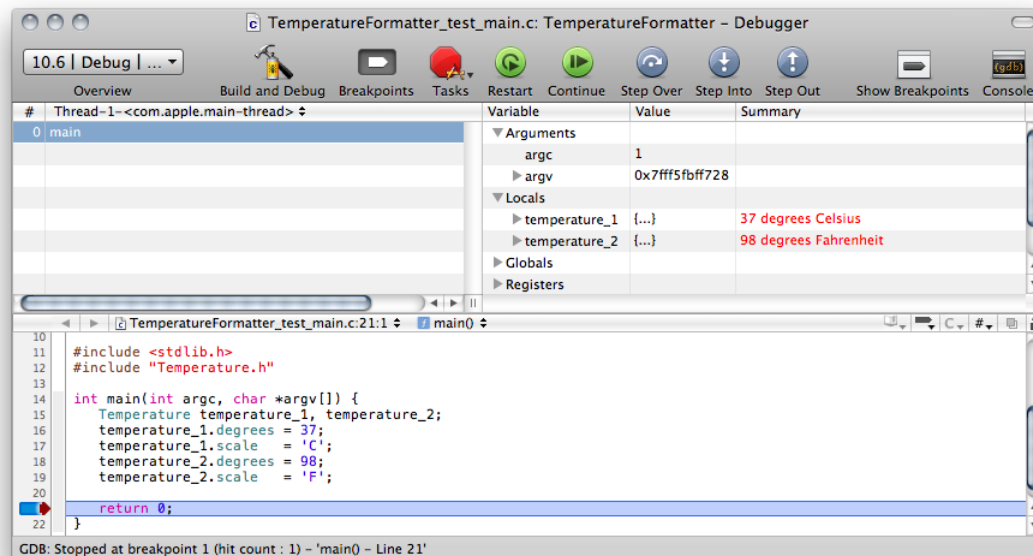 TemperatureFormatter_test_main.c: TemperatureFormatter – Debugger
10.6 | Debug | ...
Overview Build and Debug Breakpoints Tasks Restart Continue Step Over Step Into Step Out Show Breakpoints Console
(gdb)
# Thread-1-<com.apple.main-thread> Variable Value Summary
0 main
Arguments
argc 1
argv 0x7fff5fbff728
Locals
temperature_1 {...} 37 degrees Celsius
temperature_2 {...} 98 degrees Fahrenheit
Globals
Registers
TemperatureFormatter_test_main.c:21:1 main() C #
10
11 #include <stdlib.h>
12 #include "Temperature.h"
13
14 int main(int argc, char *argv[]) {
15 Temperature temperature_1, temperature_2;
16 temperature_1.degrees = 37;
17 temperature_1.scale = 'C';
18 temperature_2.degrees = 98;
19 temperature_2.scale = 'F';
20
return 0;
22 }
GDB: Stopped at breakpoint 1 (hit count : 1) – 'main() – Line 21'